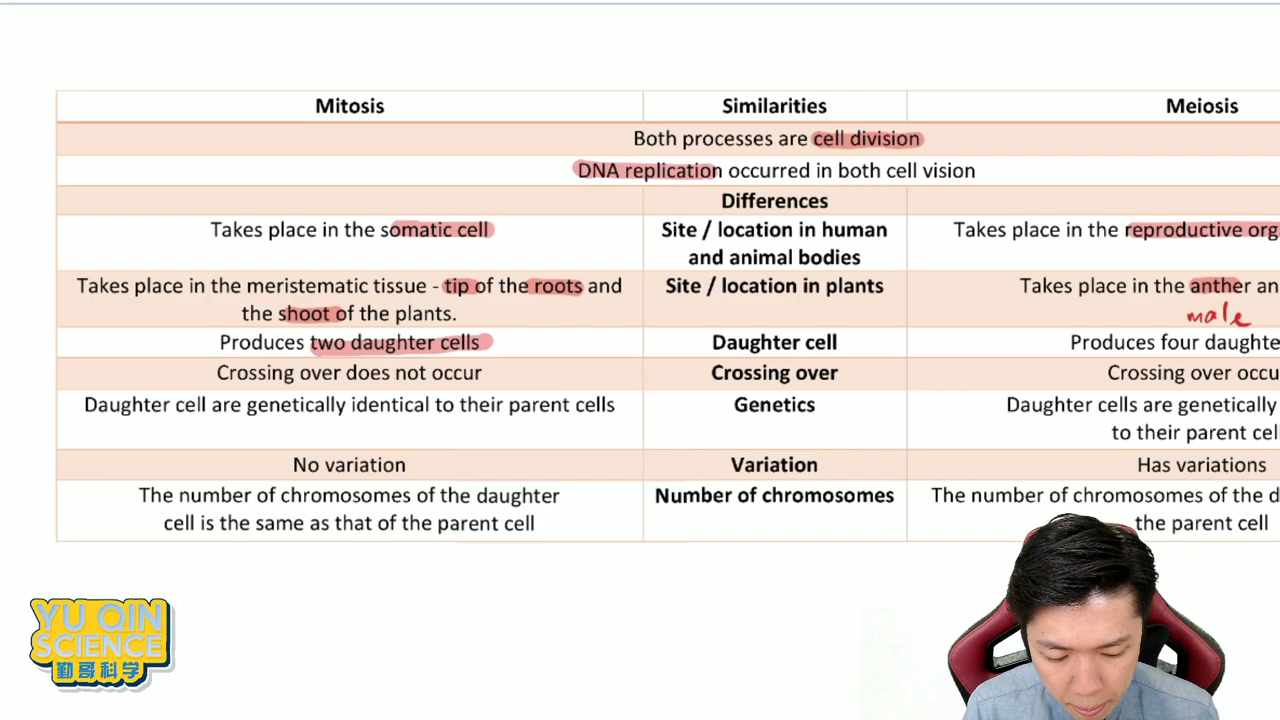 Mitosis Similarities Meiosis
Both processes are cell division
DNA replication occurred in both cell vision
Differences
Takes place in the somatic cell
Site / location in human
and animal bodies
Takes place in the reproductive org
Takes place in the meristematic tissue - tip of the roots and
the shoot of the plants.
Site / location in plants
Takes place in the anther an
male
Produces two daughter cells
Daughter cell
Produces four daughte
Crossing over does not occur
Crossing over
Crossing over occu
Daughter cell are genetically identical to their parent cells
Genetics
Daughter cells are genetically
to their parent cel
No variation
Variation
Has variations
The number of chromosomes of the daughter
cell is the same as that of the parent cell
Number of chromosomes
The number of chromosomes of the d
the parent cell
YU QIN
SCIENCE
勤哥科学